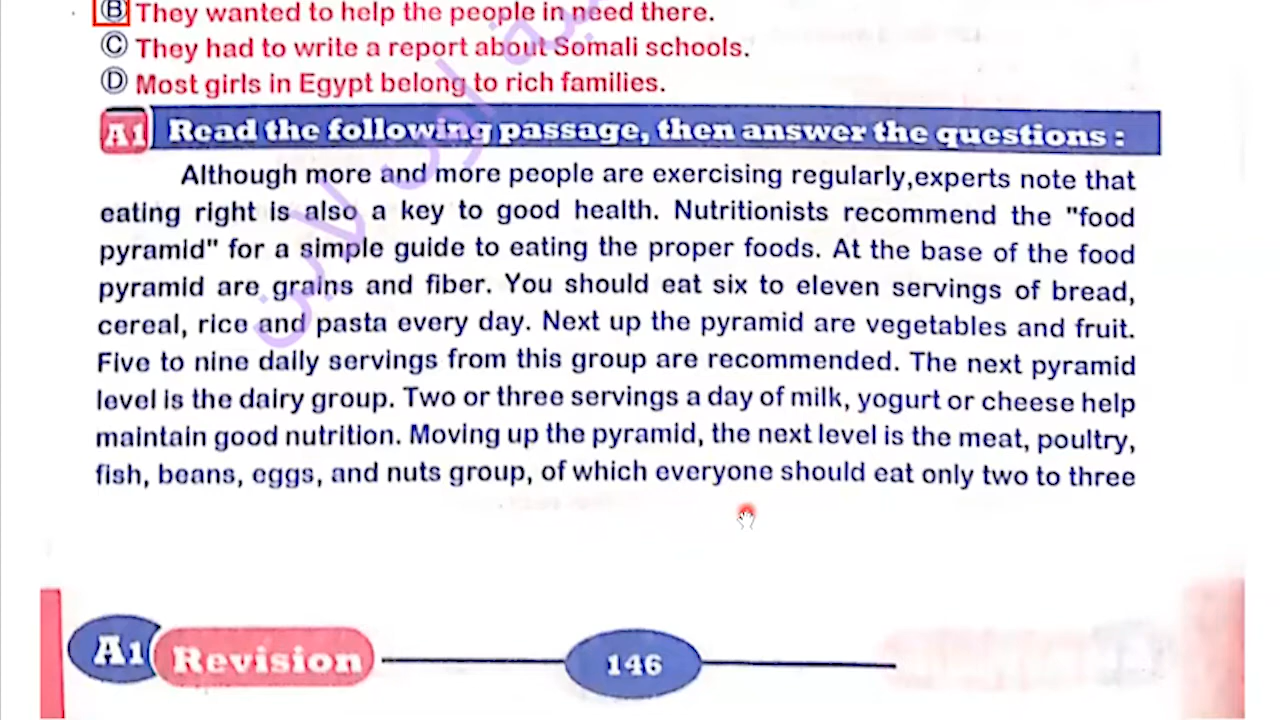 B They wanted to help the people in need there.
C They had to write a report about Somali schools.
D Most girls in Egypt belong to rich families.
A1 Read the following passage, then answer the questions :
Although more and more people are exercising regularly,experts note that
eating right is also a key to good health. Nutritionists recommend the "food
pyramid" for a simple guide to eating the proper foods. At the base of the food
pyramid are grains and fiber. You should eat six to eleven servings of bread,
cereal, rice and pasta every day. Next up the pyramid are vegetables and fruit.
Five to nine daily servings from this group are recommended. The next pyramid
level is the dairy group. Two or three servings a day of milk, yogurt or cheese help
maintain good nutrition. Moving up the pyramid, the next level is the meat, poultry,
fish, beans, eggs, and nuts group, of which everyone should eat only two to three
A1 Revision
146